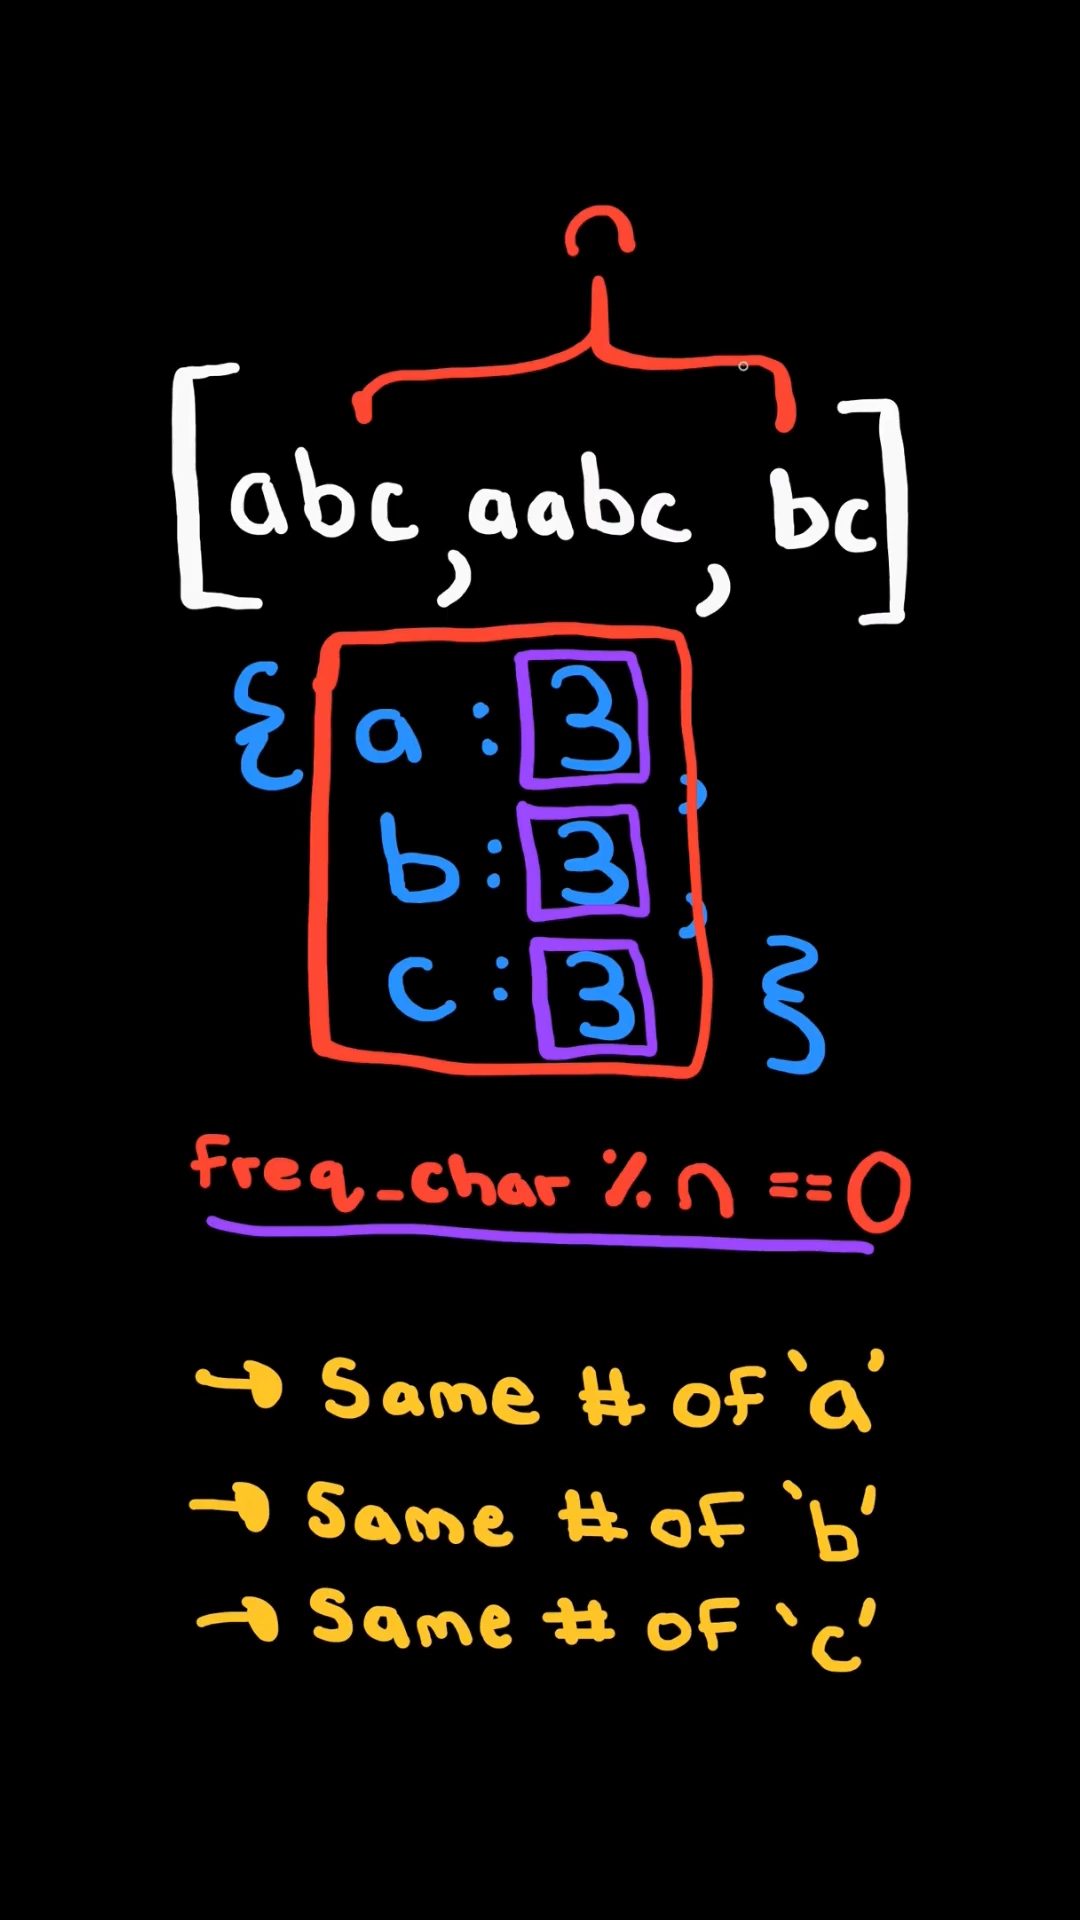 n
[abc, aabc, bc]
{ a : 3 ,
b : 3 ,
c : 3 }
freq_char % n == 0
→ Same # of 'a'
→ Same # of 'b'
→ Same # of 'c'